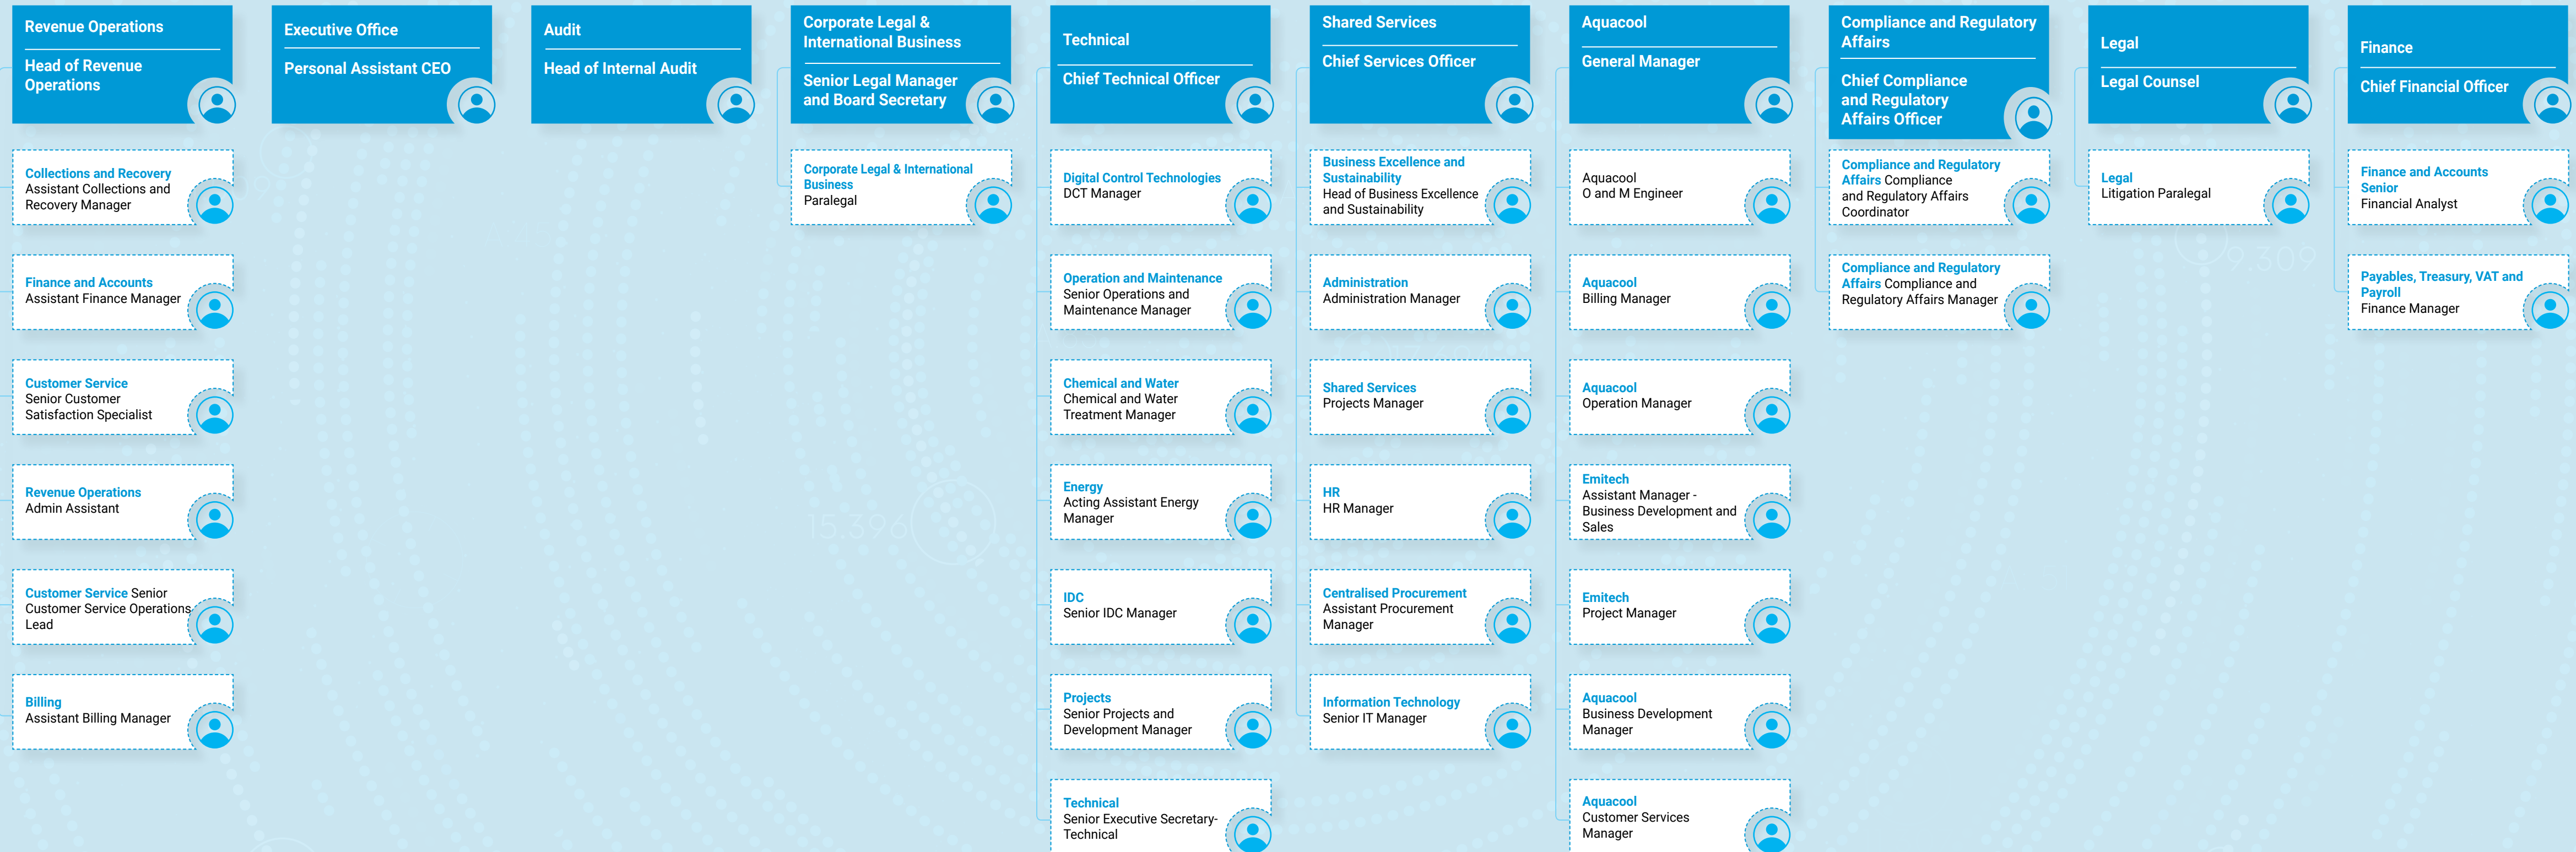 Revenue Operations
Head of Revenue
Operations
Collections and Recovery
Assistant Collections and
Recovery Manager
Finance and Accounts
Assistant Finance Manager
Customer Service
Senior Customer
Satisfaction Specialist
Revenue Operations
Admin Assistant
Customer Service Senior
Customer Service Operations
Lead
Billing
Assistant Billing Manager
Executive Office
Personal Assistant CEO
Audit
Head of Internal Audit
Corporate Legal &
International Business
Senior Legal Manager
and Board Secretary
Corporate Legal & International
Business
Paralegal
15.396
Technical
Chief Technical Officer
Digital Control Technologies
DCT Manager
Operation and Maintenance
Senior Operations and
Maintenance Manager
Chemical and Water
Chemical and Water
Treatment Manager
Energy
Acting Assistant Energy
Manager
IDC
Senior IDC Manager
Projects
Senior Projects and
Development Manager
Technical
Senior Executive Secretary-
Technical
Shared Services
Chief Services Officer
Business Excellence and
Sustainability
Head of Business Excellence
and Sustainability
Administration
Administration Manager
Shared Services
Projects Manager
HR
HR Manager
Centralised Procurement
Assistant Procurement
Manager
Information Technology
Senior IT Manager
Aquacool
General Manager
Aquacool
O and M Engineer
Aquacool
Billing Manager
Aquacool
Operation Manager
Emitech
Assistant Manager -
Business Development and
Sales
Emitech
Project Manager
Aquacool
Business Development
Manager
Aquacool
Customer Services
Manager
Compliance and Regulatory
Affairs
Chief Compliance
and Regulatory
Affairs Officer
Compliance and Regulatory
Affairs Compliance
and Regulatory Affairs
Coordinator
Compliance and Regulatory
Affairs Compliance and
Regulatory Affairs Manager
Legal
Legal Counsel
Legal
Litigation Paralegal
9.309
Finance
Chief Financial Officer
Finance and Accounts
Senior
Financial Analyst
Payables, Treasury, VAT and
Payroll
Finance Manager